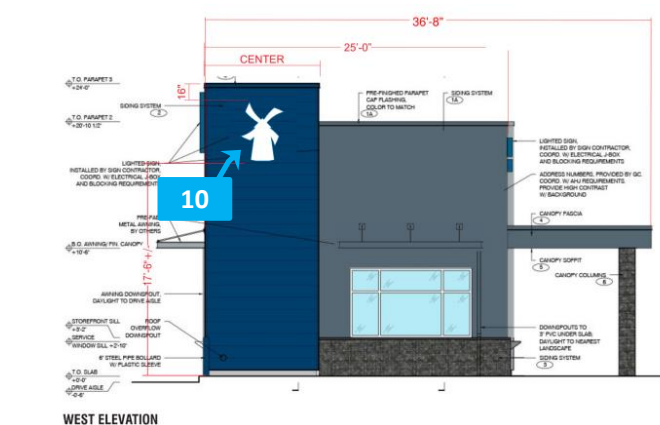 36'-8"
25'-0"
CENTER
16"
T.O. PARAPET 3
+24'-0"
SIDING SYSTEM
2
T.O. PARAPET 2
+20'-10 1/2"
PRE-FINISHED PARAPET
CAP FLASHING,
COLOR TO MATCH
1A
SIDING SYSTEM
1A
LIGHTED SIGN,
INSTALLED BY SIGN CONTRACTOR,
COORD. W/ ELECTRICAL J-BOX
AND BLOCKING REQUIREMENTS
LIGHTED SIGN,
INSTALLED BY SIGN CONTRACTOR,
COORD. W/ ELECTRICAL J-BOX
AND BLOCKING REQUIREMENTS
ADDRESS NUMBERS, PROVIDED BY GC.
COORD. W/ AHJ REQUIREMENTS.
PROVIDE HIGH CONTRAST
W/ BACKGROUND
10
PRE-FAB
METAL AWNING,
BY OTHERS
CANOPY FASCIA
4
B.O. AWNING/ FIN. CANOPY
+10'-6"
17'-6"+/-
CANOPY SOFFIT
5
CANOPY COLUMNS
6
AWNING DOWNSPOUT,
DAYLIGHT TO DRIVE AISLE
STOREFRONT SILL
+3'-2"
SERVICE
WINDOW SILL +2'-10"
ROOF
OVERFLOW
DOWNSPOUT
DOWNSPOUTS TO
3" PVC UNDER SLAB.
DAYLIGHT TO NEAREST
LANDSCAPE
6" STEEL PIPE BOLLARD
W/ PLASTIC SLEEVE
SIDING SYSTEM
3
T.O. SLAB
+0'-0"
DRIVE AISLE
-0'-6"
WEST ELEVATION